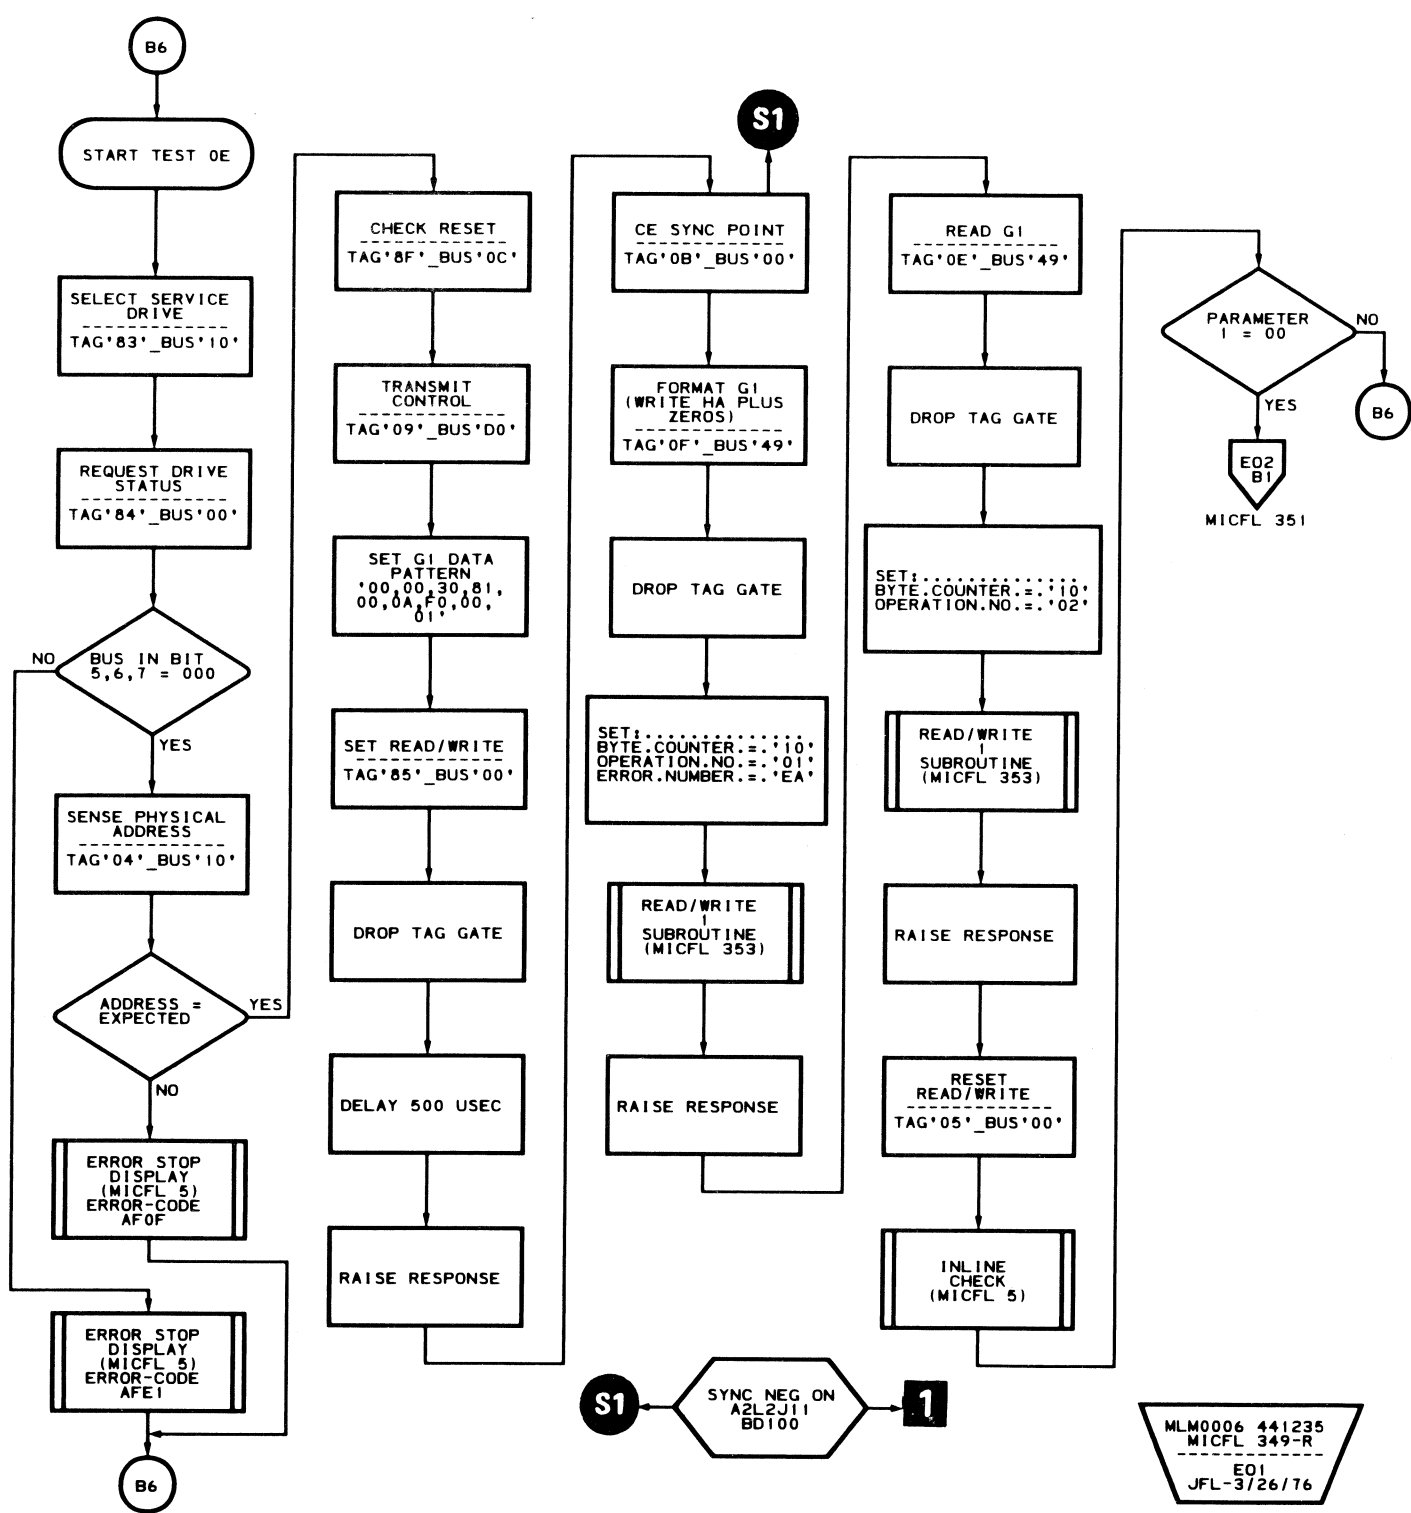 B6
START TEST 0E
SELECT SERVICE
DRIVE
TAG'83'_BUS'10'
REQUEST DRIVE
STATUS
TAG'84'_BUS'00'
BUS IN BIT
5,6,7 = 000
NO
YES
SENSE PHYSICAL
ADDRESS
TAG'04'_BUS'10'
ADDRESS =
EXPECTED
YES
NO
ERROR STOP
DISPLAY
(MICFL 5)
ERROR-CODE
AF0F
ERROR STOP
DISPLAY
(MICFL 5)
ERROR-CODE
AFE1
B6
CHECK RESET
TAG'8F'_BUS'0C'
TRANSMIT
CONTROL
TAG'09'_BUS'D0'
SET G1 DATA
PATTERN
'00,00,30,81,
00,0A,F0,00,
01'
SET READ/WRITE
TAG'85'_BUS'00'
DROP TAG GATE
DELAY 500 USEC
RAISE RESPONSE
S1
CE SYNC POINT
TAG'0B'_BUS'00'
FORMAT G1
(WRITE HA PLUS
ZEROS)
TAG'0F'_BUS'49'
DROP TAG GATE
SET:..............
BYTE.COUNTER.=.'10'
OPERATION.NO.=.'01'
ERROR.NUMBER.=.'EA'
READ/WRITE
1
SUBROUTINE
(MICFL 353)
RAISE RESPONSE
READ G1
TAG'0E'_BUS'49'
DROP TAG GATE
SET:..............
BYTE.COUNTER.=.'10'
OPERATION.NO.=.'02'
READ/WRITE
1
SUBROUTINE
(MICFL 353)
RAISE RESPONSE
RESET
READ/WRITE
TAG'05'_BUS'00'
INLINE
CHECK
(MICFL 5)
PARAMETER
1 = 00
NO
B6
YES
E02
B1
MICFL 351
S1
SYNC NEG ON
A2L2J11
BD100
1
MLM0006 441235
MICFL 349-R
E01
JFL-3/26/76